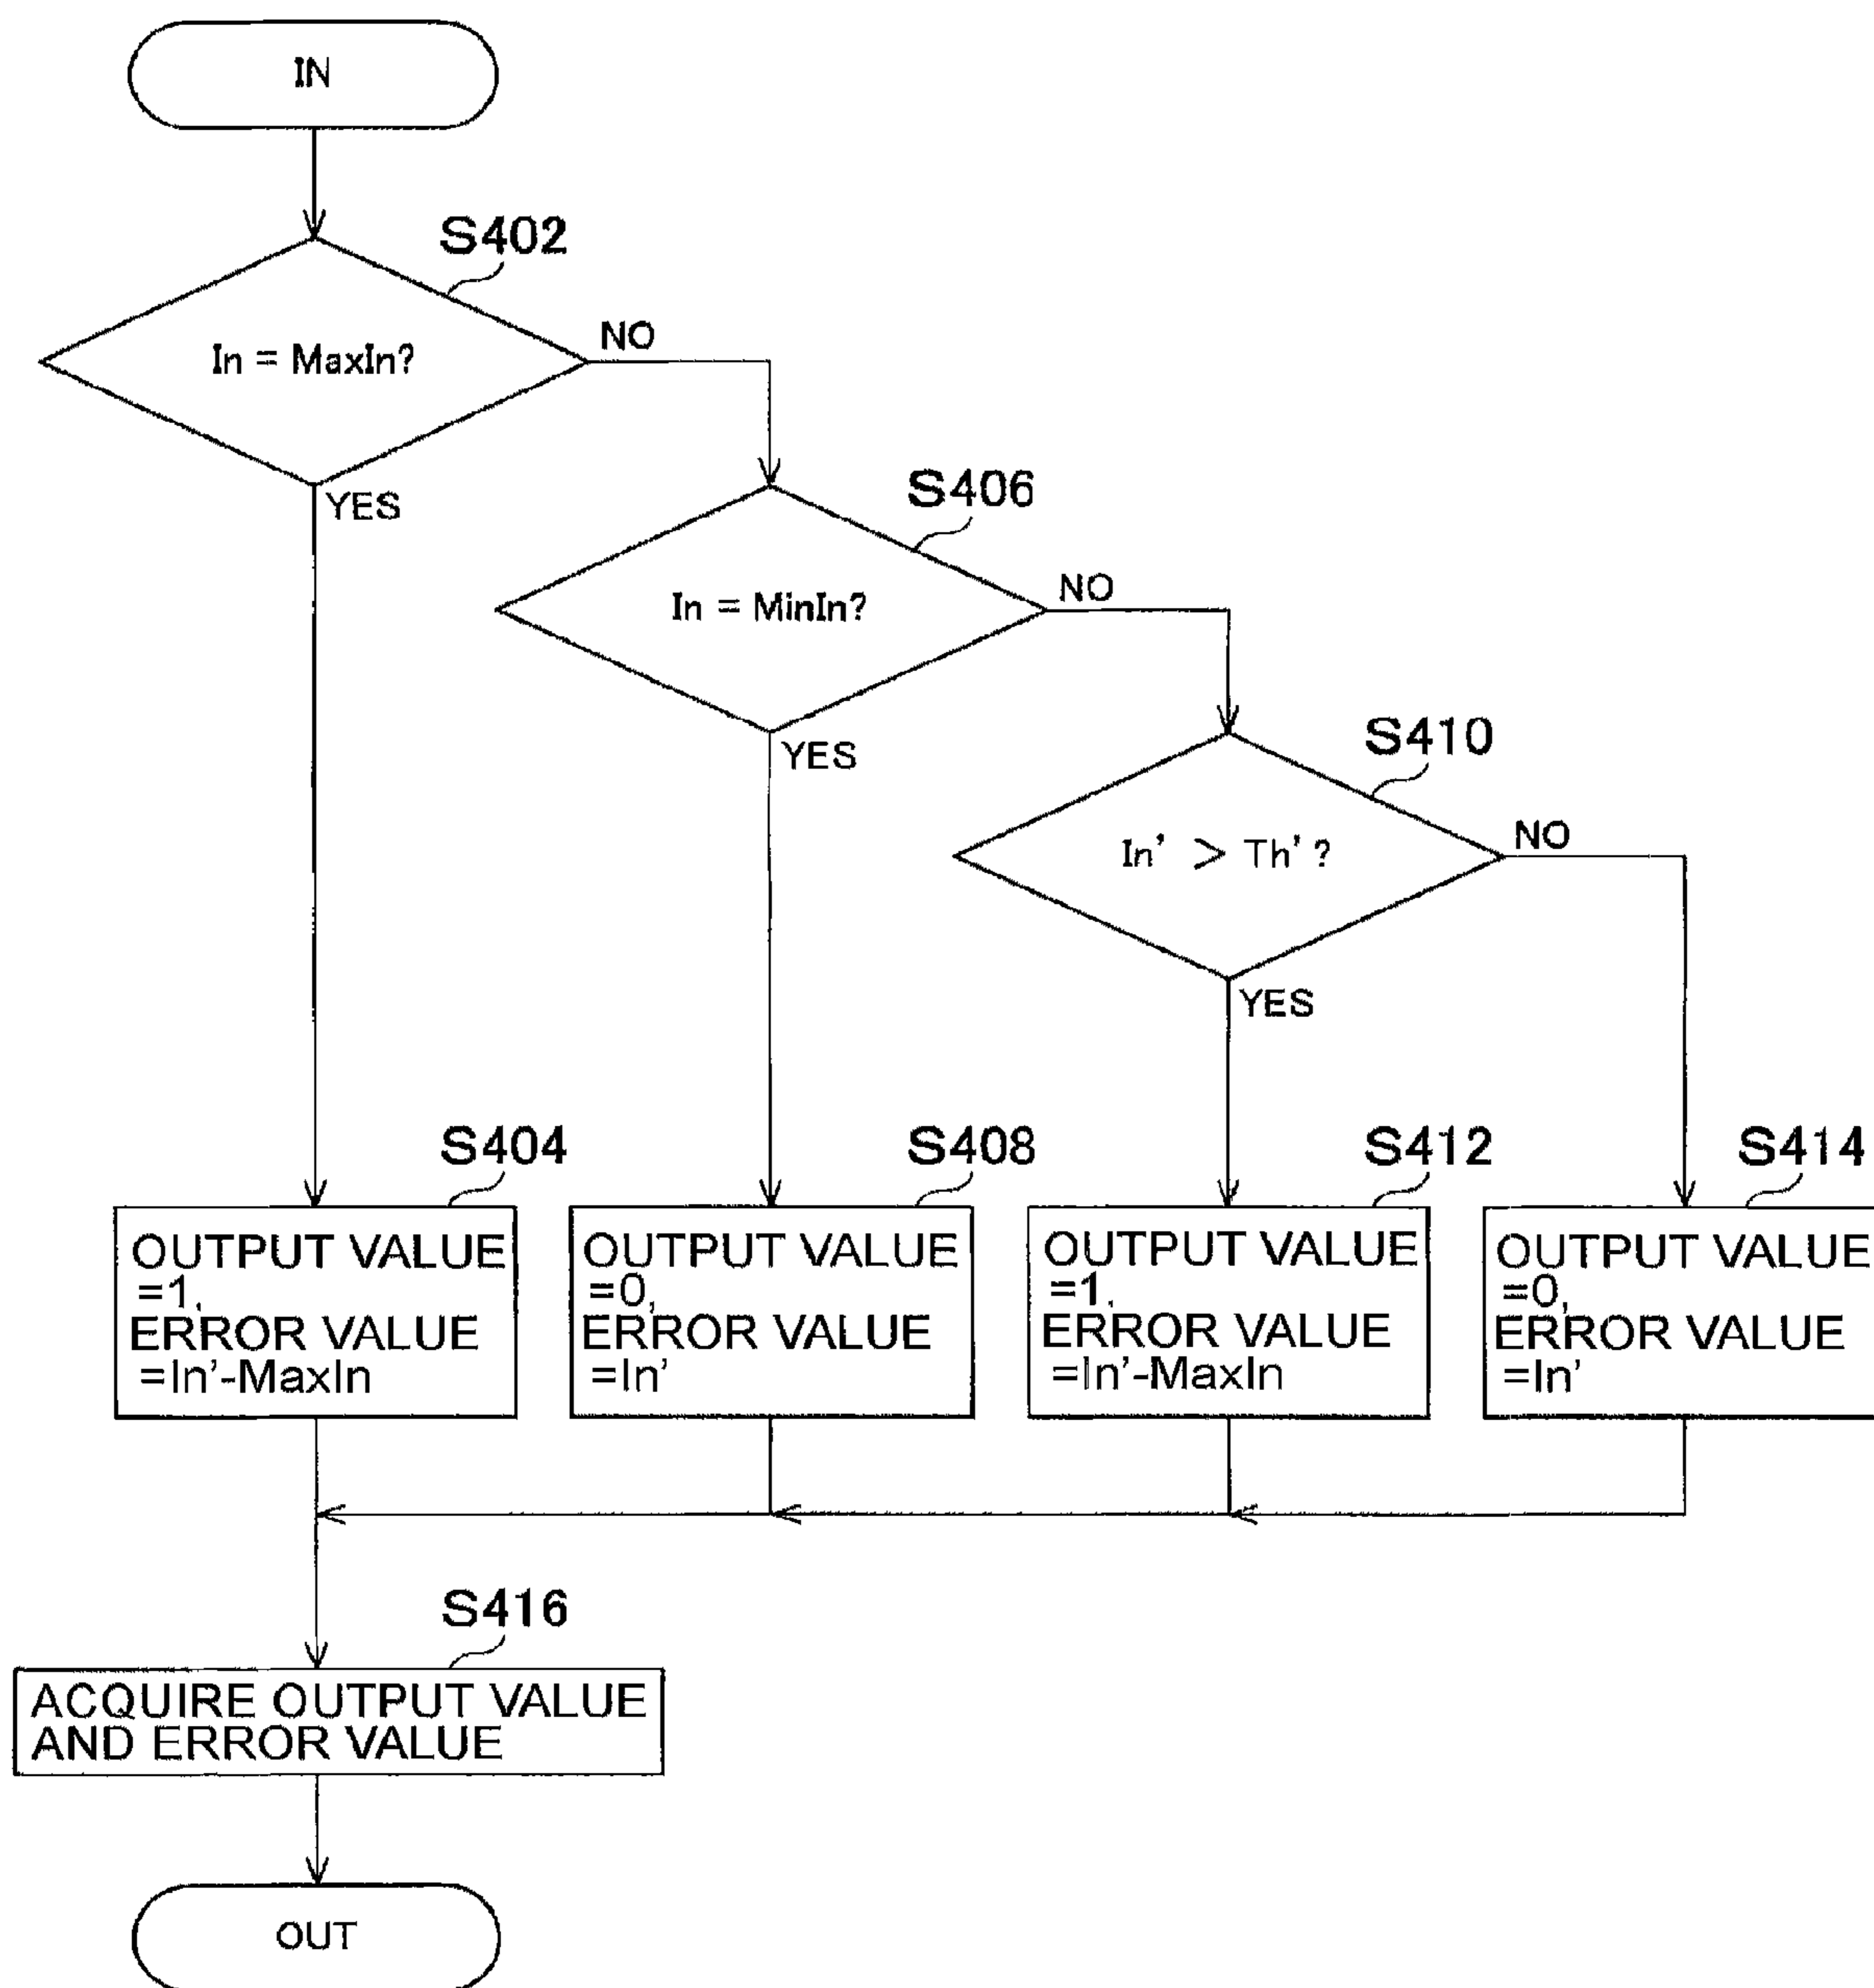 IN
S402
In = MaxIn?
NO
YES
S406
In = MinIn?
NO
YES
S410
In' > Th' ?
NO
YES
S404
OUTPUT VALUE
=1,
ERROR VALUE
=In'-MaxIn
S408
OUTPUT VALUE
=0,
ERROR VALUE
=In'
S412
OUTPUT VALUE
=1,
ERROR VALUE
=In'-MaxIn
S414
OUTPUT VALUE
=0,
ERROR VALUE
=In'
S416
ACQUIRE OUTPUT VALUE
AND ERROR VALUE
OUT